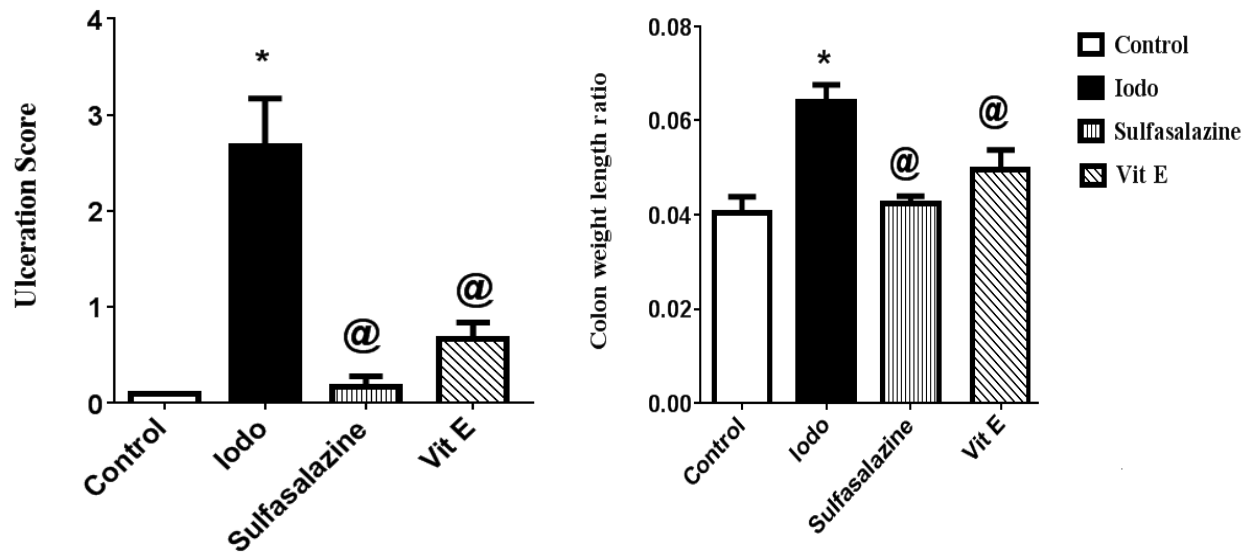 Ulceration Score
4
3
2
1
0
*
@
@
Control
Iodo
Sulfasalazine
Vit E
Colon weight length ratio
0.08
0.06
0.04
0.02
0.00
*
@
@
Control
Iodo
Sulfasalazine
Vit E
Control
Iodo
Sulfasalazine
Vit E